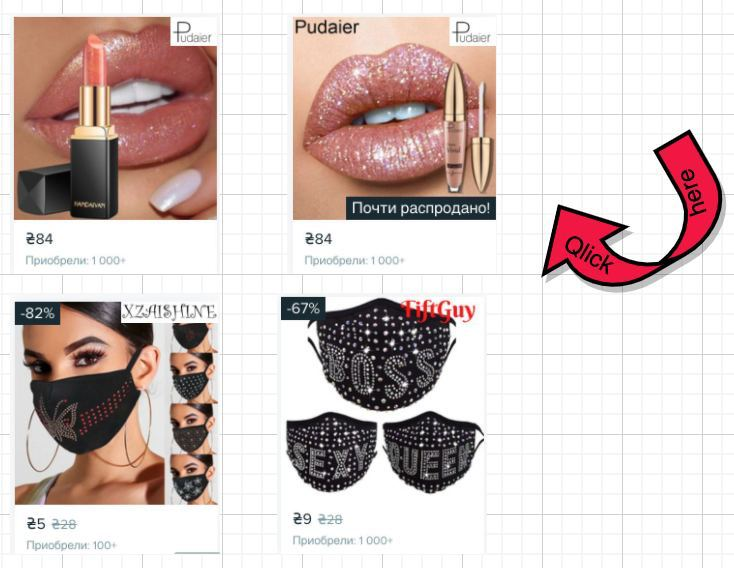 Pudaier
HANDAIYAN
₴84
Приобрели: 1 000+
Pudaier
Pudaier
Почти распродано!
₴84
Приобрели: 1 000+
Qlick
here
-82%
XZAISHINE
₴5 ₴28
Приобрели: 100+
-67%
FiftGuy
BOSS
SEXY
QUEEN
₴9 ₴28
Приобрели: 1 000+